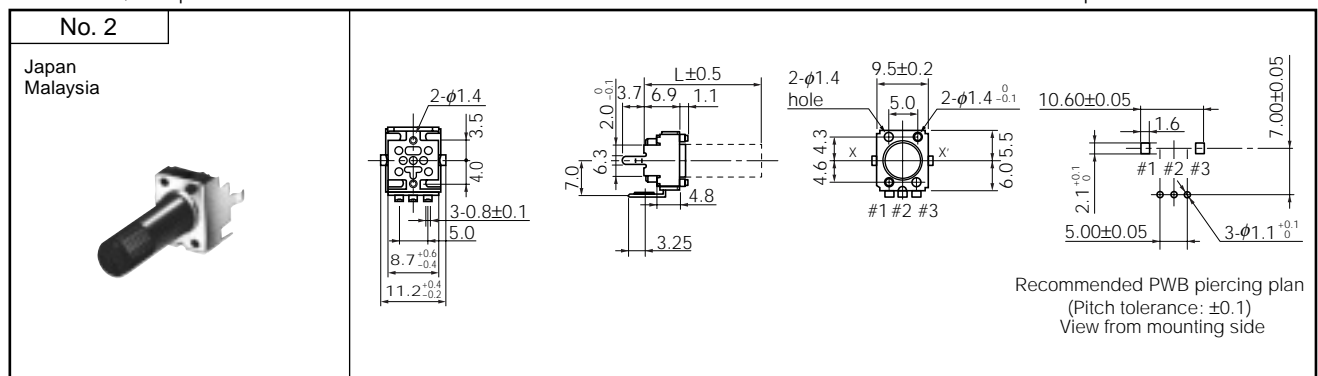 No. 2
Japan
Malaysia
2-ϕ1.4
3.5
4.0
3-0.8±0.1
5.0
8.7 +0.6 -0.4
11.2 +0.4 -0.2
L±0.5
3.7 6.9 1.1
2.0 0 -0.1
6.3
7.0
4.8
3.25
2-ϕ1.4
hole
9.5±0.2
5.0
2-ϕ1.4 0 -0.1
4.3
4.6
X X'
5.5
6.0
#1 #2 #3
10.60±0.05
1.6
7.00±0.05
2.1 +0.1 0
#1 #2 #3
5.00±0.05
3-ϕ1.1 +0.1 0
Recommended PWB piercing plan
(Pitch tolerance: ±0.1)
View from mounting side